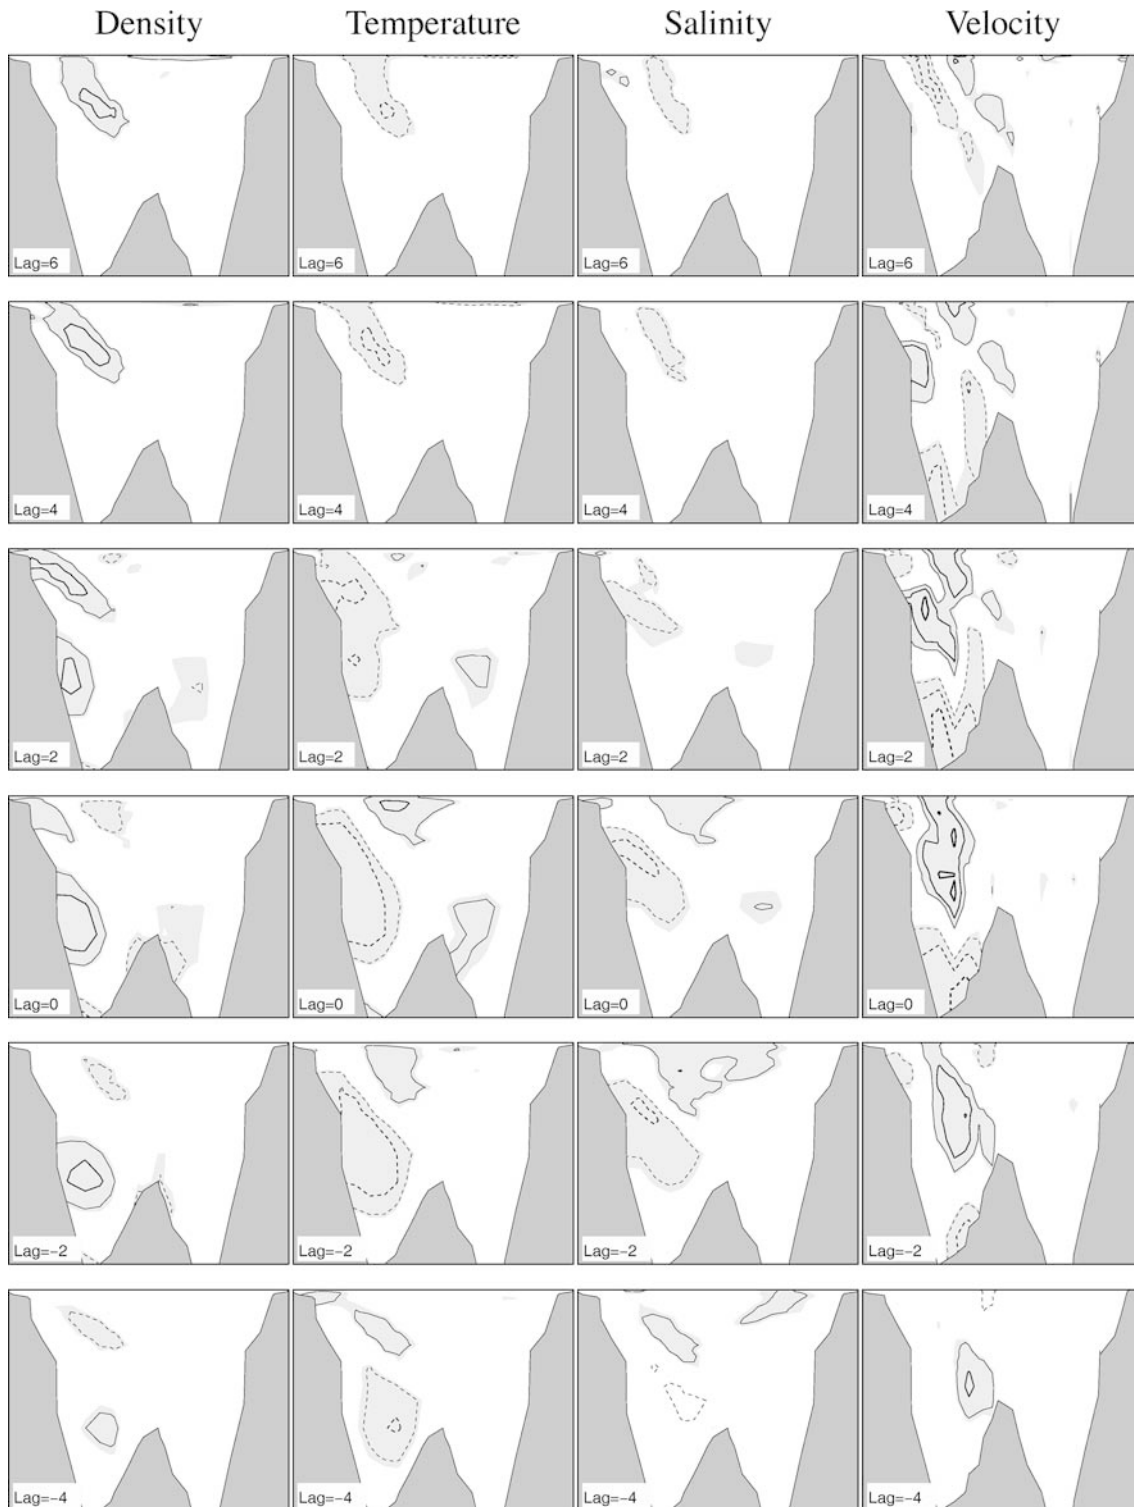 Density Temperature Salinity Velocity
Lag=6 Lag=6 Lag=6 Lag=6
Lag=4 Lag=4 Lag=4 Lag=4
Lag=2 Lag=2 Lag=2 Lag=2
Lag=0 Lag=0 Lag=0 Lag=0
Lag=−2 Lag=−2 Lag=−2 Lag=−2
Lag=−4 Lag=−4 Lag=−4 Lag=−4